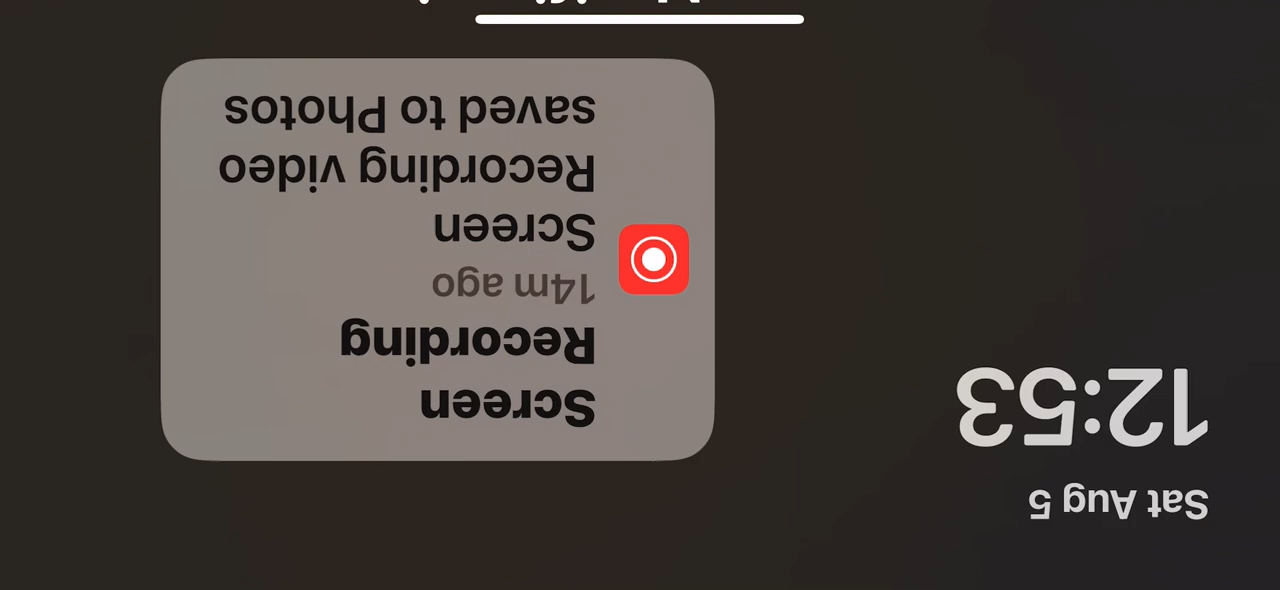 Sat Aug 5
12:53
Screen
Recording
14m ago
Screen
Recording video
saved to Photos